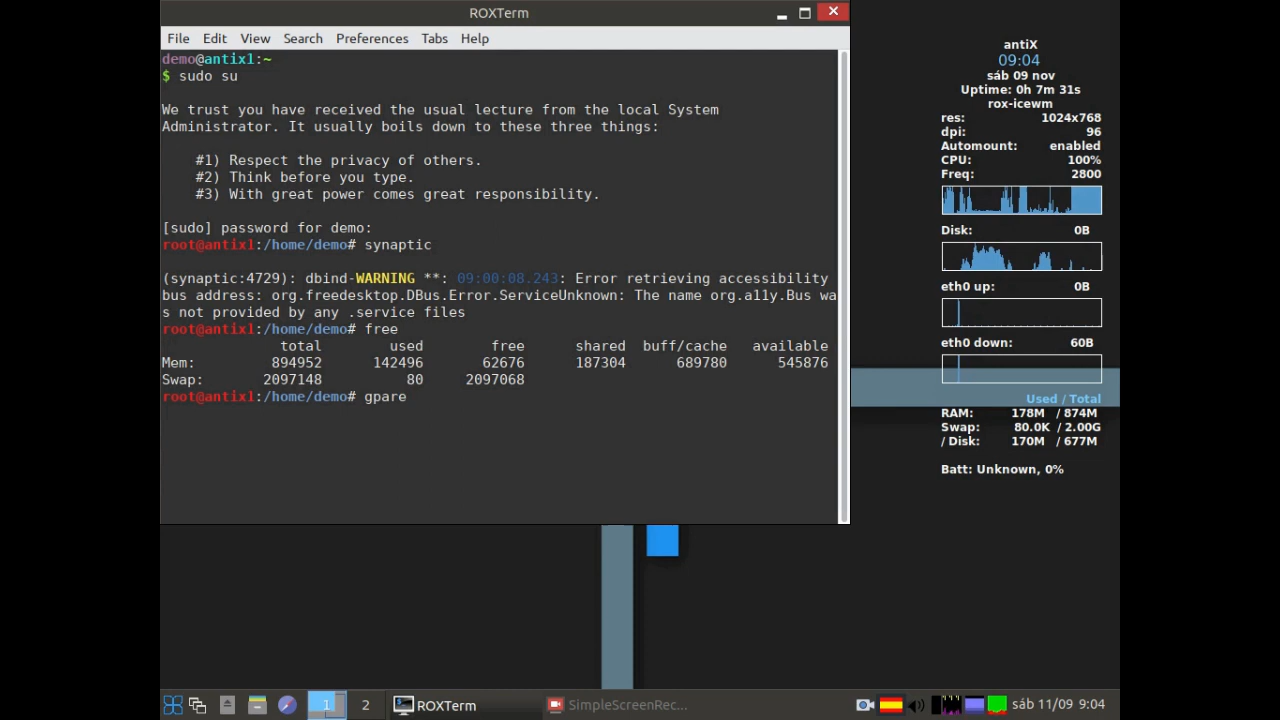 ROXTerm
File Edit View Search Preferences Tabs Help
demo@antix1:~
$ sudo su
We trust you have received the usual lecture from the local System
Administrator. It usually boils down to these three things:
#1) Respect the privacy of others.
#2) Think before you type.
#3) With great power comes great responsibility.
[sudo] password for demo:
root@antix1:/home/demo# synaptic
(synaptic:4729): dbind-WARNING **: 09:00:08.243: Error retrieving accessibility
bus address: org.freedesktop.DBus.Error.ServiceUnknown: The name org.a11y.Bus wa
s not provided by any .service files
root@antix1:/home/demo# free
total used free shared buff/cache available
Mem: 894952 142496 62676 187304 689780 545876
Swap: 2097148 80 2097068
root@antix1:/home/demo# gpare
antiX
09:04
sáb 09 nov
Uptime: 0h 7m 31s
rox-icewm
res: 1024x768
dpi: 96
Automount: enabled
CPU: 100%
Freq: 2800
Disk: 0B
eth0 up: 0B
eth0 down: 60B
Used / Total
RAM: 178M / 874M
Swap: 80.0K / 2.00G
/ Disk: 170M / 677M
Batt: Unknown, 0%
1 2 ROXTerm SimpleScreenRec... sáb 11/09 9:04